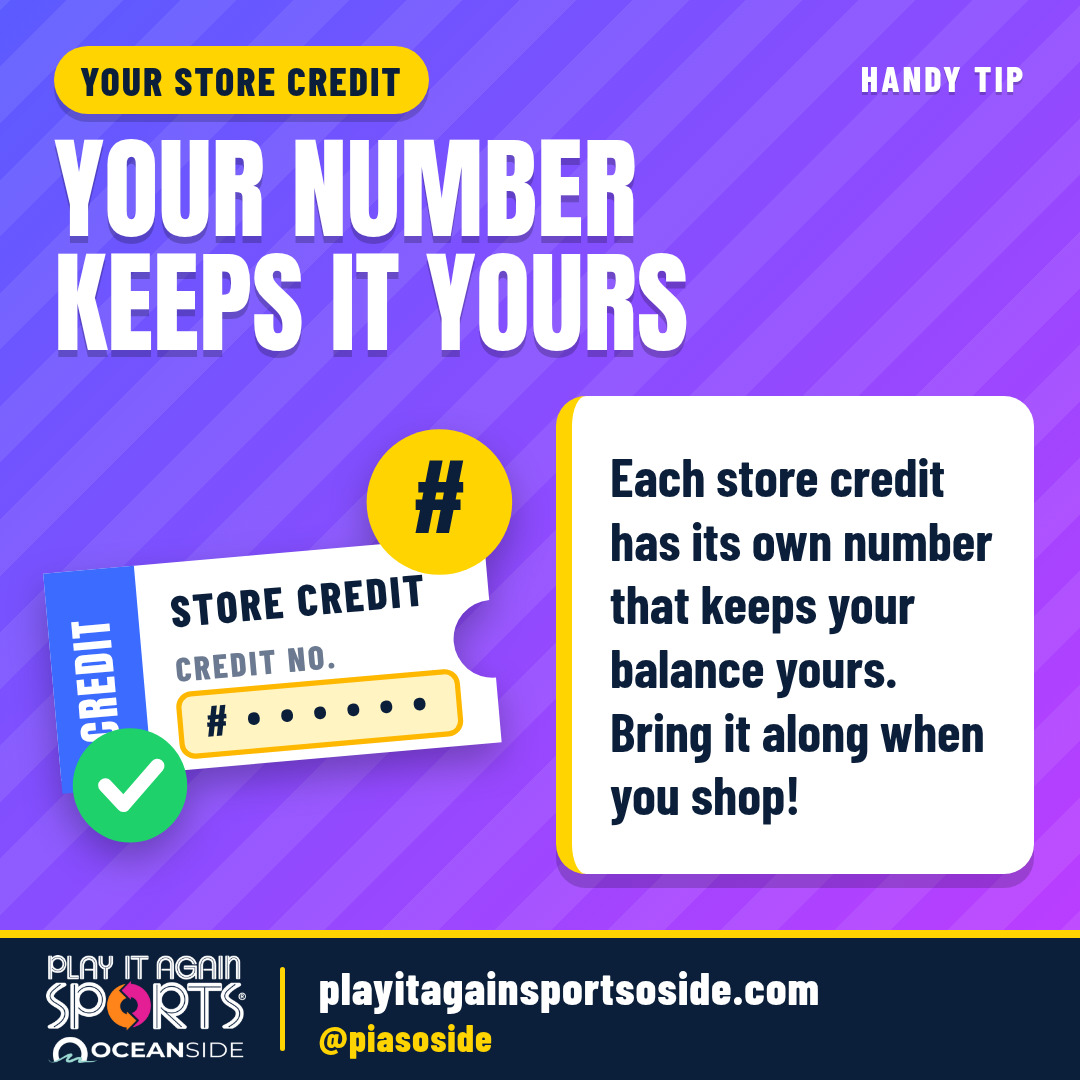 YOUR STORE CREDIT
HANDY TIP
YOUR NUMBER
KEEPS IT YOURS
#
STORE CREDIT
CREDIT NO.
# • • • • • •
CREDIT
Each store credit
has its own number
that keeps your
balance yours.
Bring it along when
you shop!
PLAY IT AGAIN
SPORTS®
OCEANSIDE
playitagainsportsoside.com
@piasoside